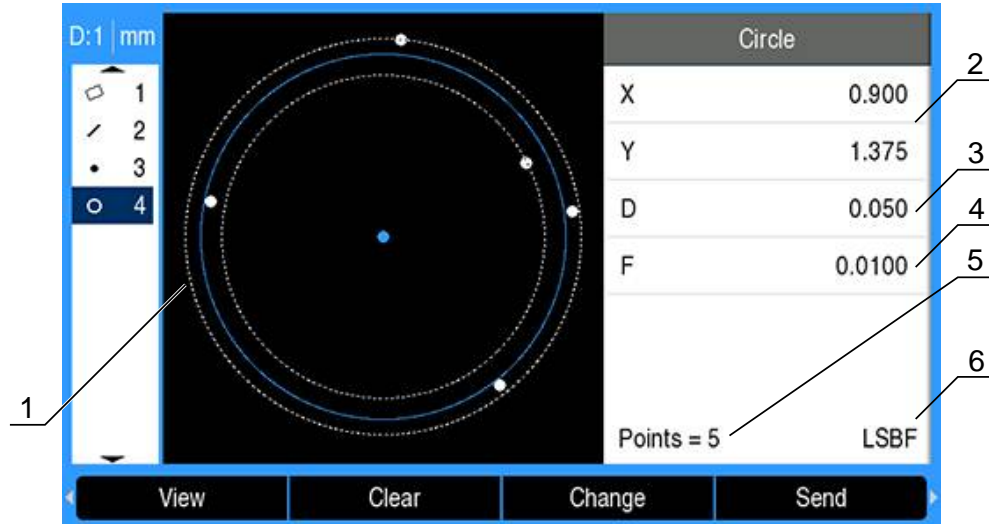 D:1 mm
Circle
1
2
3
4
X 0.900
Y 1.375
D 0.050
F 0.0100
Points = 5 LSBF
View Clear Change Send
1
2
3
4
5
6